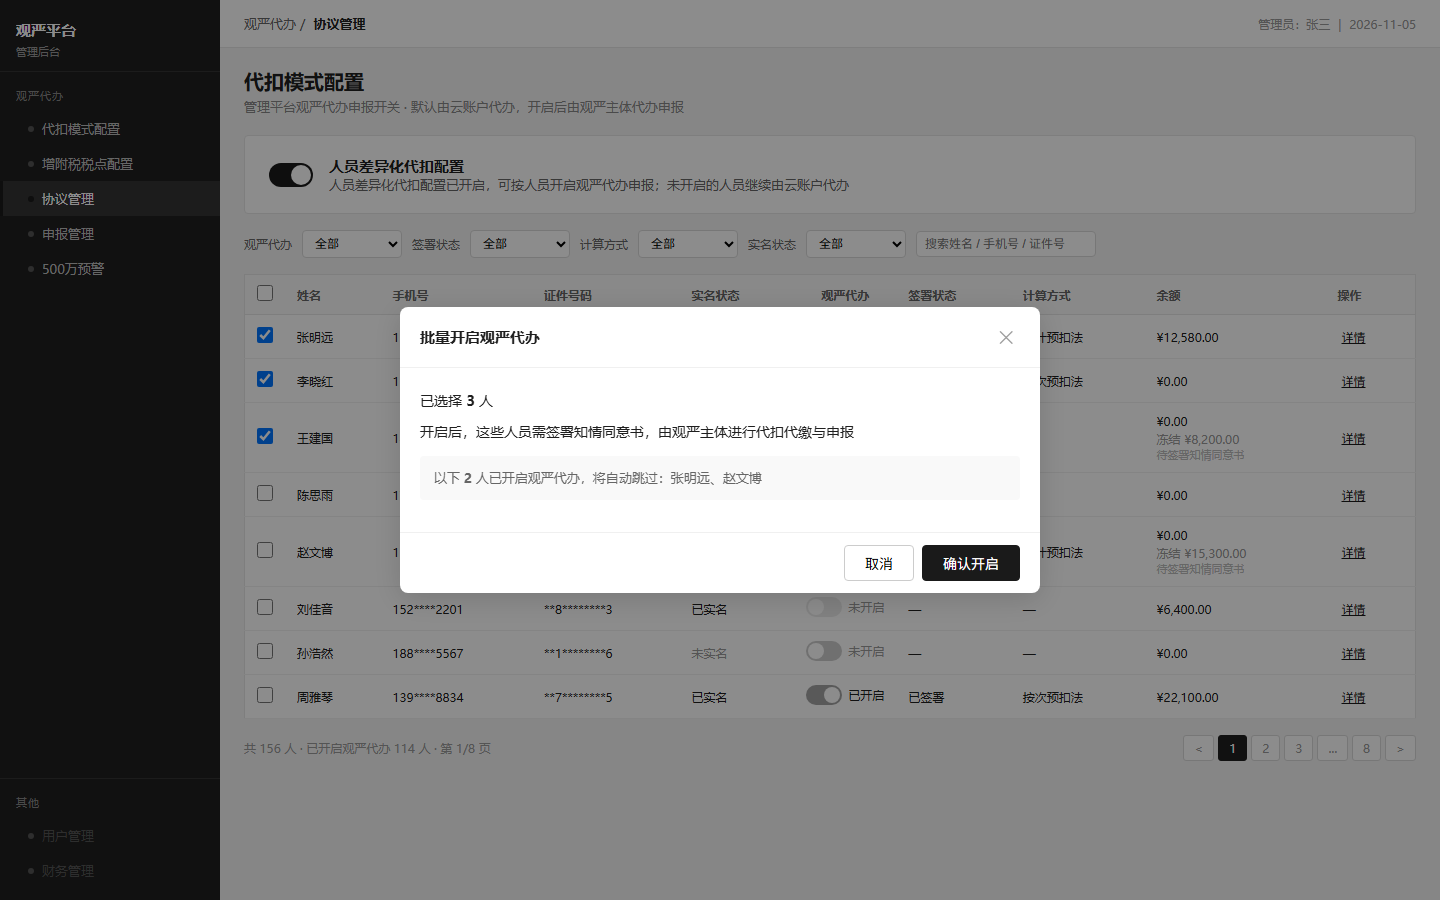 观严平台
管理后台
观严代办
代扣模式配置
增附税税点配置
协议管理
申报管理
500万预警
其他
用户管理
财务管理
观严代办 / 协议管理
管理员：张三 | 2026-11-05
代扣模式配置
管理平台观严代办申报开关 · 默认由云账户代办，开启后由观严主体代办申报
人员差异化代扣配置
人员差异化代扣配置已开启，可按人员开启观严代办申报；未开启的人员继续由云账户代办
观严代办 全部 签署状态 全部 计算方式 全部 实名状态 全部 搜索姓名 / 手机号 / 证件号
姓名 手机号 证件号码 实名状态 观严代办 签署状态 计算方式 余额 操作
张明远 1 计预扣法 ¥12,580.00 详情
李晓红 1 次预扣法 ¥0.00 详情
王建国 1 ¥0.00 详情
冻结 ¥8,200.00
待签署知情同意书
陈思雨 1 ¥0.00 详情
赵文博 1 计预扣法 ¥0.00 详情
冻结 ¥15,300.00
待签署知情同意书
刘佳音 152****2201 **8********3 已实名 未开启 — — ¥6,400.00 详情
孙浩然 188****5567 **1********6 未实名 未开启 — — ¥0.00 详情
周雅琴 139****8834 **7********5 已实名 已开启 已签署 按次预扣法 ¥22,100.00 详情
共 156 人 · 已开启观严代办 114 人 · 第 1/8 页
< 1 2 3 ... 8 >
批量开启观严代办
已选择 3 人
开启后，这些人员需签署知情同意书，由观严主体进行代扣代缴与申报
以下 2 人已开启观严代办，将自动跳过：张明远、赵文博
取消 确认开启